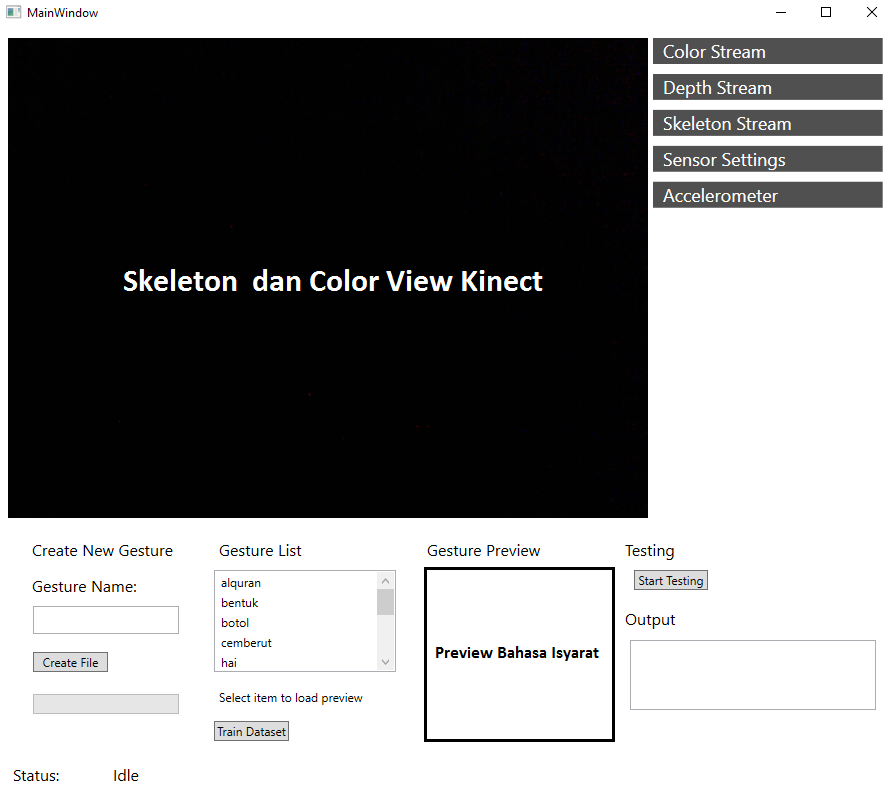 MainWindow
Color Stream
Depth Stream
Skeleton Stream
Sensor Settings
Accelerometer
Skeleton  dan Color View Kinect
Create New Gesture
Gesture Name:
Create File
Gesture List
alquran
bentuk
botol
cemberut
hai
Select item to load preview
Train Dataset
Gesture Preview
Preview Bahasa Isyarat
Testing
Start Testing
Output
Status: Idle